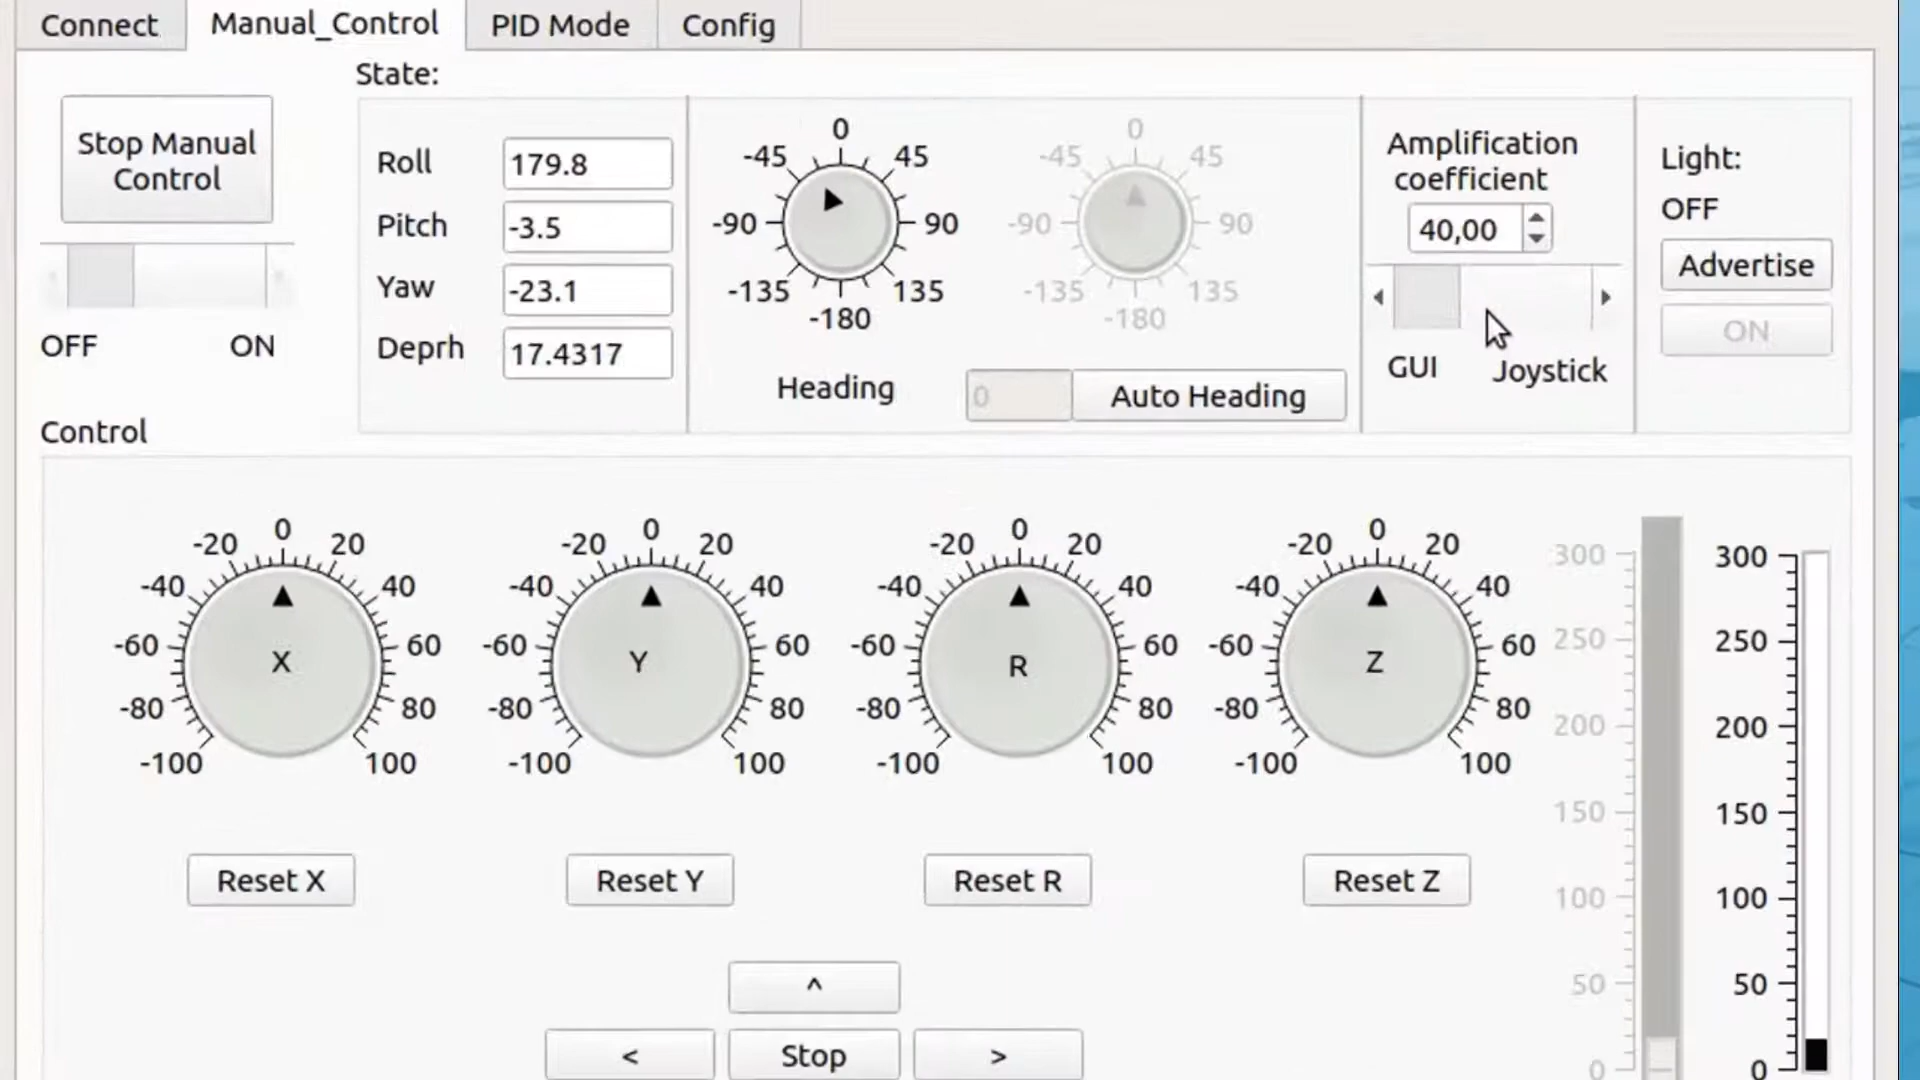 Connect Manual_Control PID Mode Config
State:
Stop Manual
Control
OFF ON
Roll 179.8
Pitch -3.5
Yaw -23.1
Deprh 17.4317
0
-45 45
-90 90
-135 135
-180
Heading
0
-45 45
-90 90
-135 135
-180
0 Auto Heading
Amplification
coefficient
40,00
GUI Joystick
Light:
OFF
Advertise
ON
Control
0
-20 20
-40 40
-60 60
X
-80 80
-100 100
Reset X
0
-20 20
-40 40
-60 60
Y
-80 80
-100 100
Reset Y
0
-20 20
-40 40
-60 60
R
-80 80
-100 100
Reset R
0
-20 20
-40 40
-60 60
Z
-80 80
-100 100
Reset Z
300
250
200
150
100
50
0
300
250
200
150
100
50
0
^
< Stop >